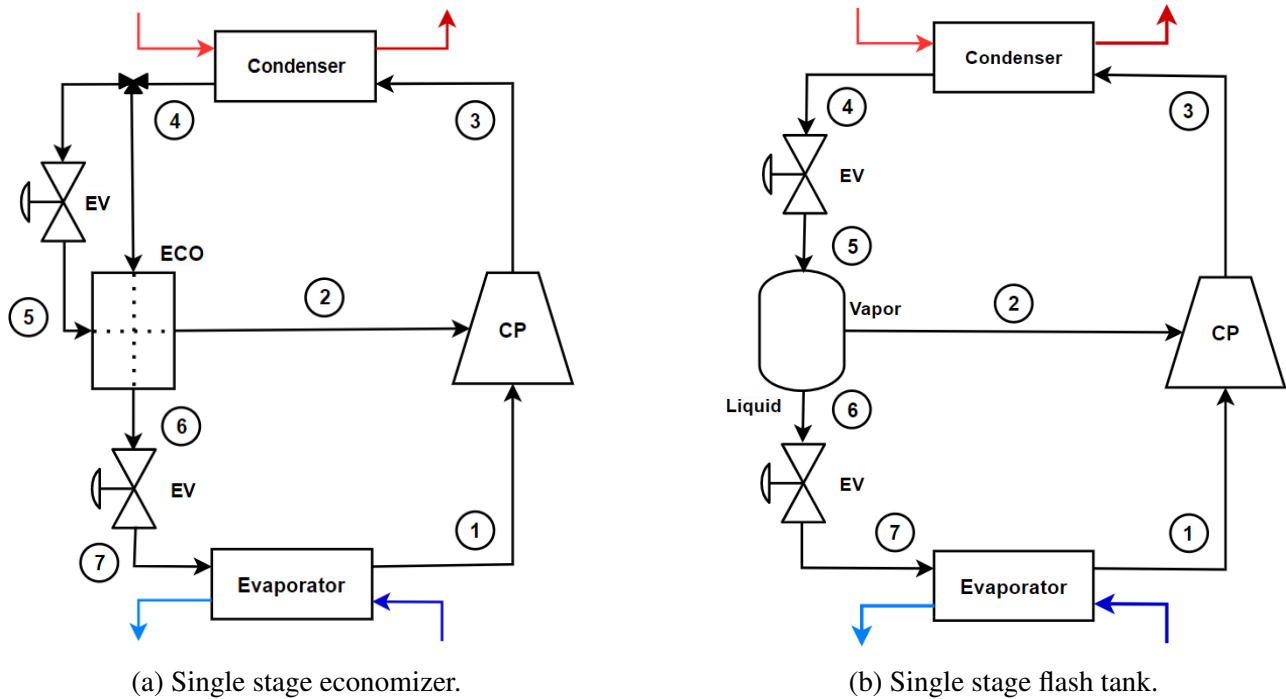 Condenser
4
3
EV
ECO
5
2
CP
6
EV
7
1
Evaporator
(a) Single stage economizer.
Condenser
4
3
EV
5
Vapor
2
CP
Liquid
6
EV
7
1
Evaporator
(b) Single stage flash tank.